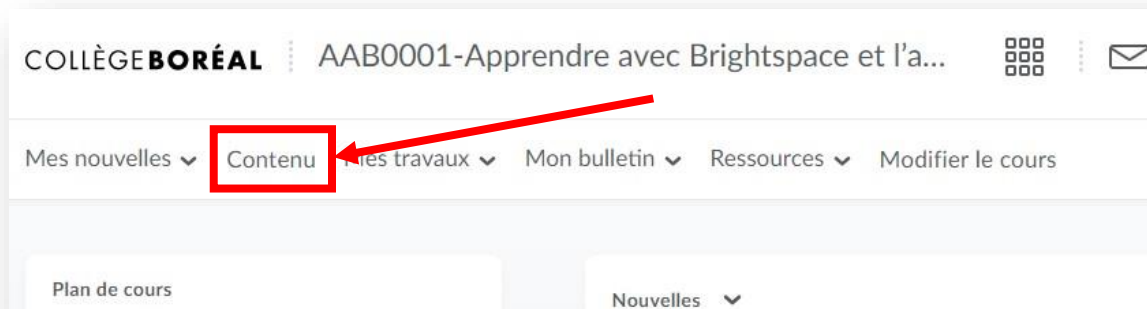 COLLÈGEBORÉAL AAB0001-Apprendre avec Brightspace et l'a...
Mes nouvelles Contenu Mes travaux Mon bulletin Ressources Modifier le cours
Plan de cours
Nouvelles